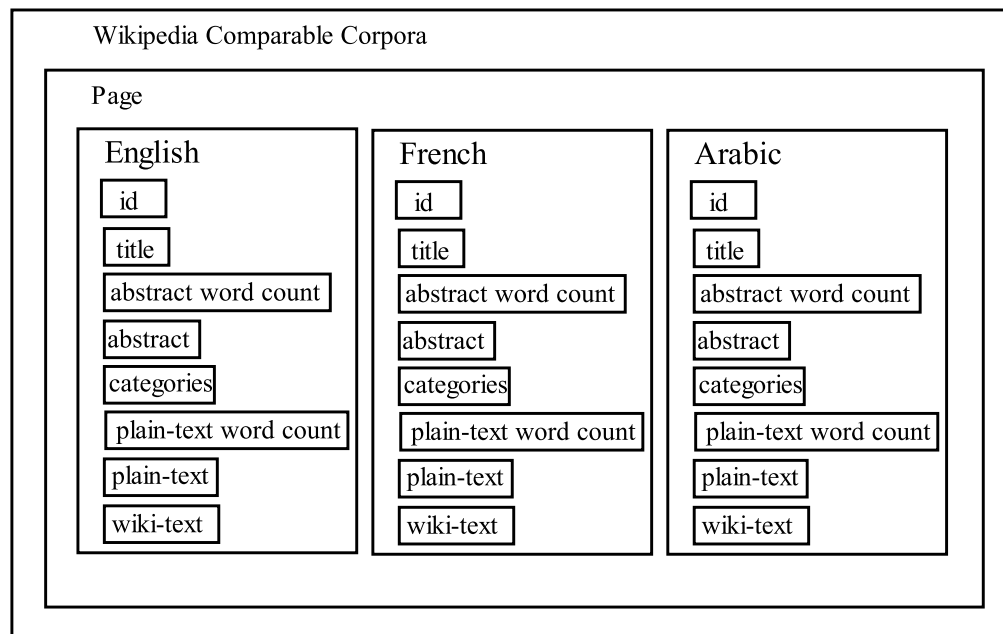 Wikipedia Comparable Corpora
Page
English
id
title
abstract word count
abstract
categories
plain-text word count
plain-text
wiki-text
French
id
title
abstract word count
abstract
categories
plain-text word count
plain-text
wiki-text
Arabic
id
title
abstract word count
abstract
categories
plain-text word count
plain-text
wiki-text